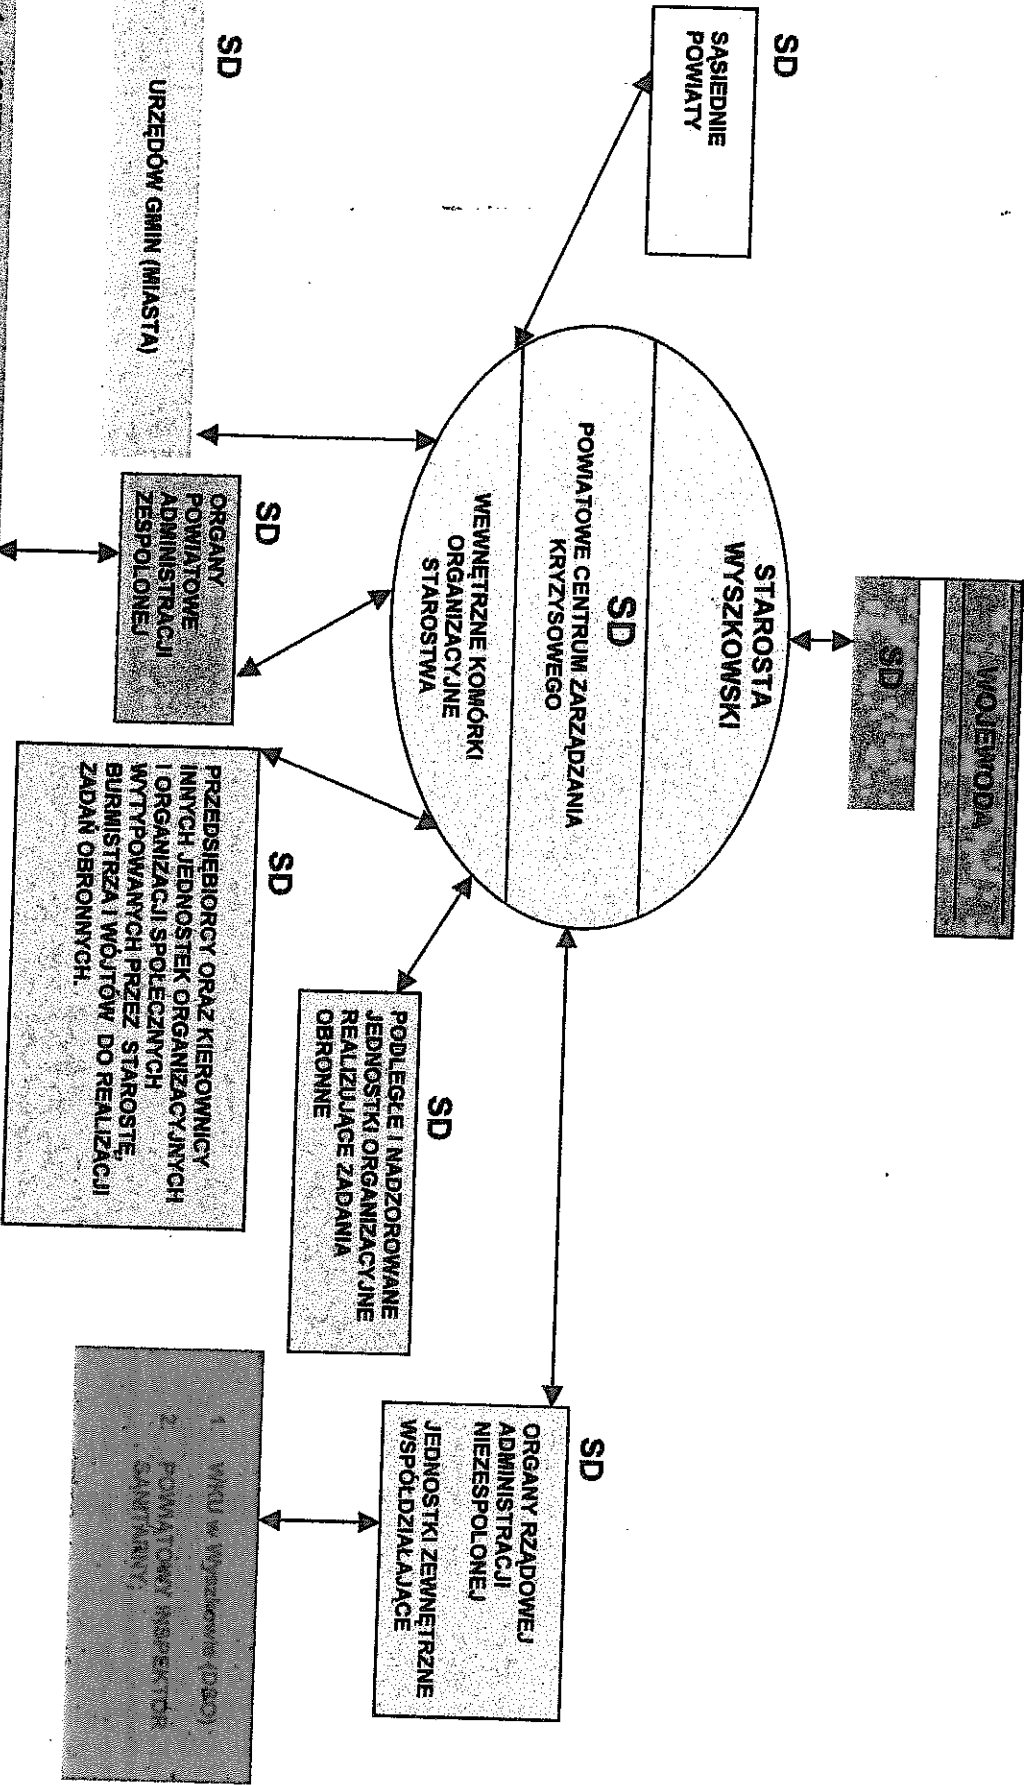 WOJEWODA
SD
STAROSTA
WYSZKOWSKI
SD
POWIATOWE CENTRUM ZARZĄDZANIA
KRYZYSOWEGO
WEWNĘTRZNE KOMÓRKI
ORGANIZACYJNE
STAROSTWA
SD
SĄSIEDNIE
POWIATY
SD
URZĘDÓW GMIN (MIASTA)
SD
ORGANY
POWIATOWE
ADMINISTRACJI
ZESPOLONEJ
SD
PRZEDSIĘBIORCY ORAZ KIEROWNICY
INNYCH JEDNOSTEK ORGANIZACYJNYCH
I ORGANIZACJI SPOŁECZNYCH
WYTYPOWANYCH PRZEZ STAROSTĘ,
BURMISTRZA I WÓJTÓW DO REALIZACJI
ZADAŃ OBRONNYCH.
SD
PODLEGŁE I NADZOROWANE
JEDNOSTKI ORGANIZACYJNE
REALIZUJĄCE ZADANIA
OBRONNE
SD
ORGANY RZĄDOWEJ
ADMINISTRACJI
NIEZESPOLONEJ
JEDNOSTKI ZEWNĘTRZNE
WSPÓŁDZIAŁAJĄCE
1 WKU w Wyszkowie
2 POWIATOWY INSPEKTOR
SANITARNY